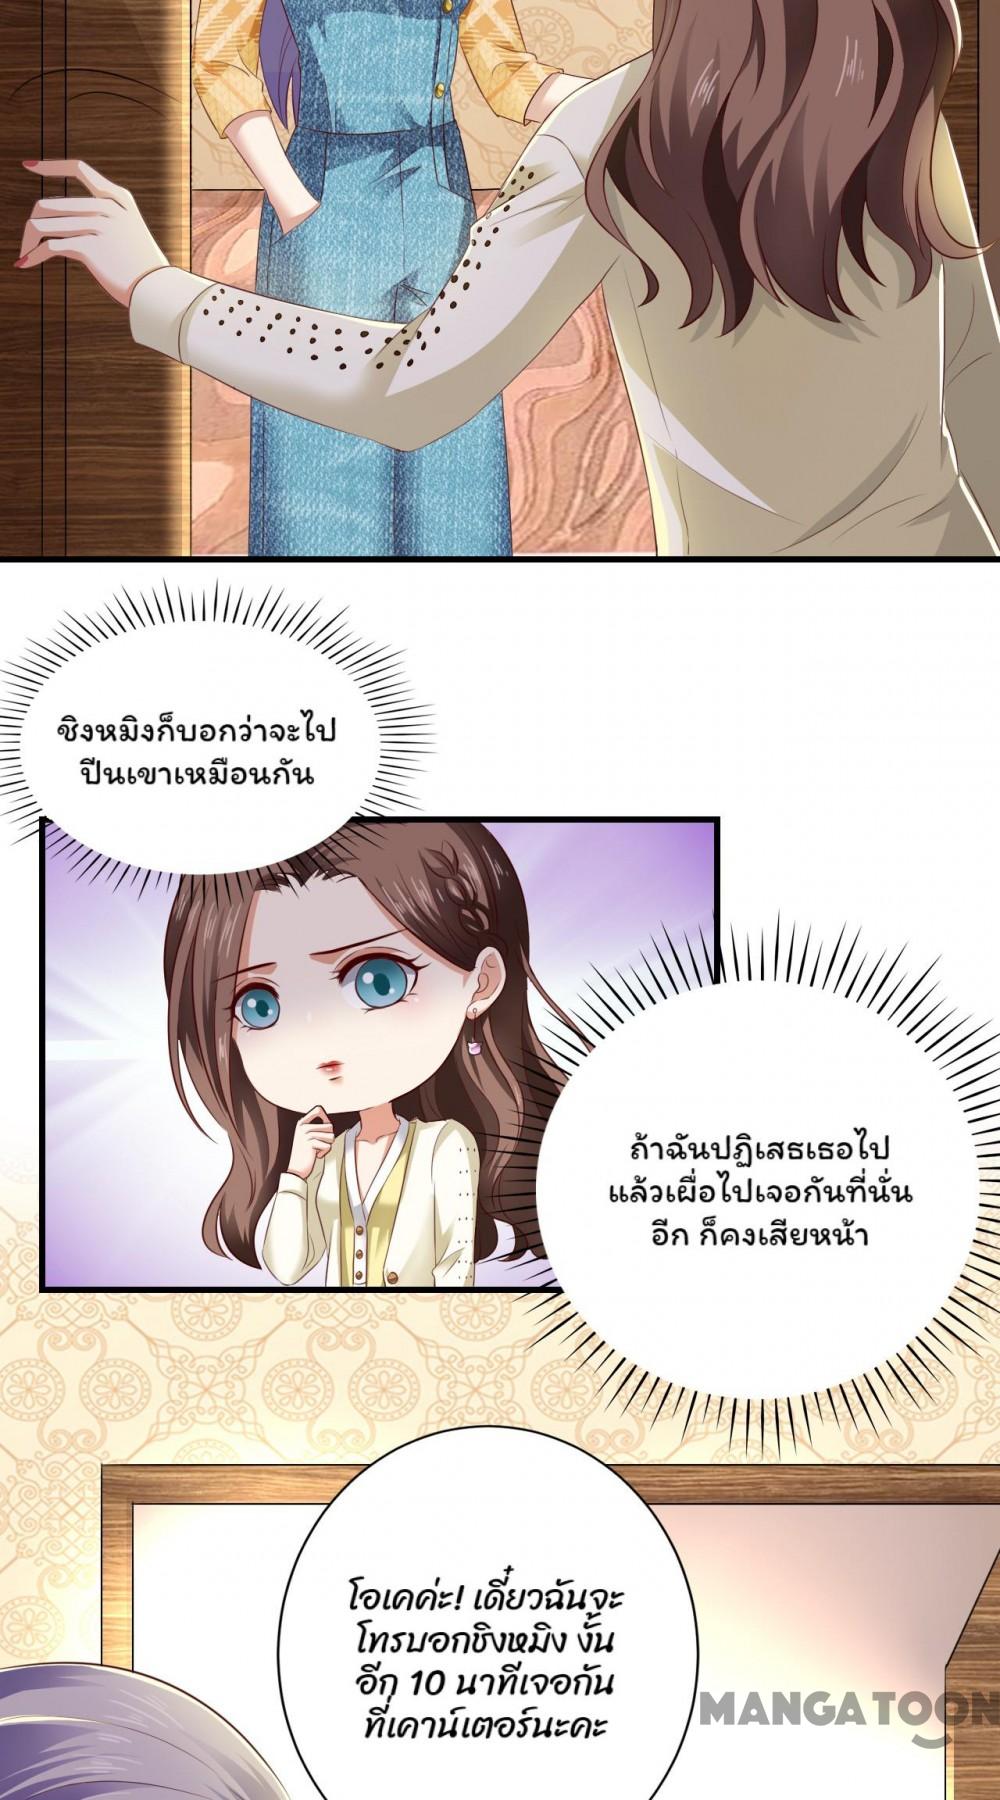 ชิงหมิงก็บอกว่าจะไป
ปีนเขาเหมือนกัน
ถ้าฉันปฏิเสธเธอไป
แล้วเผื่อไปเจอกันที่นั่น
อีก ก็คงเสียหน้า
โอเคค่ะ! เดี๋ยวฉันจะ
โทรบอกชิงหมิง งั้น
อีก 10 นาทีเจอกัน
ที่เคาน์เตอร์นะคะ
MANGATOON